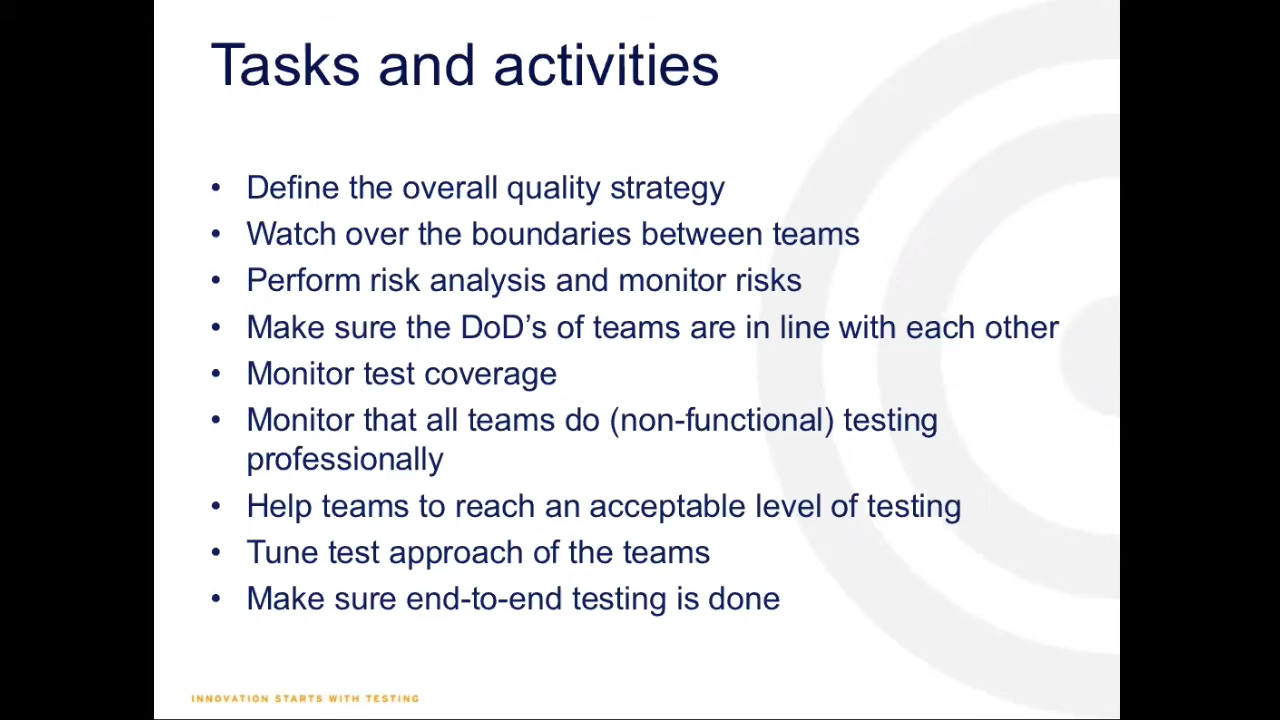 Tasks and activities
• Define the overall quality strategy
• Watch over the boundaries between teams
• Perform risk analysis and monitor risks
• Make sure the DoD’s of teams are in line with each other
• Monitor test coverage
• Monitor that all teams do (non-functional) testing
professionally
• Help teams to reach an acceptable level of testing
• Tune test approach of the teams
• Make sure end-to-end testing is done
INNOVATION STARTS WITH TESTING